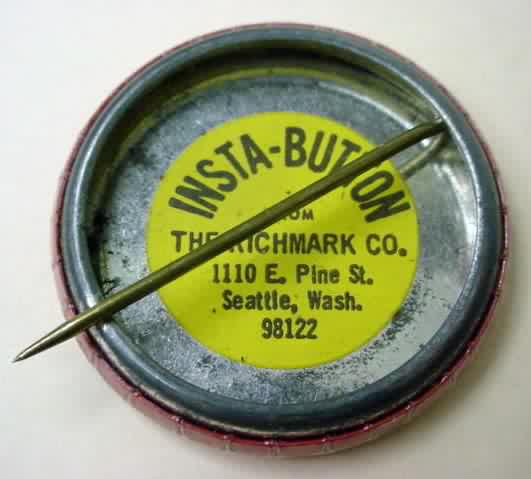 INSTA-BUTTON
FROM
THE RICHMARK CO.
1110 E. Pine St.
Seattle, Wash.
98122